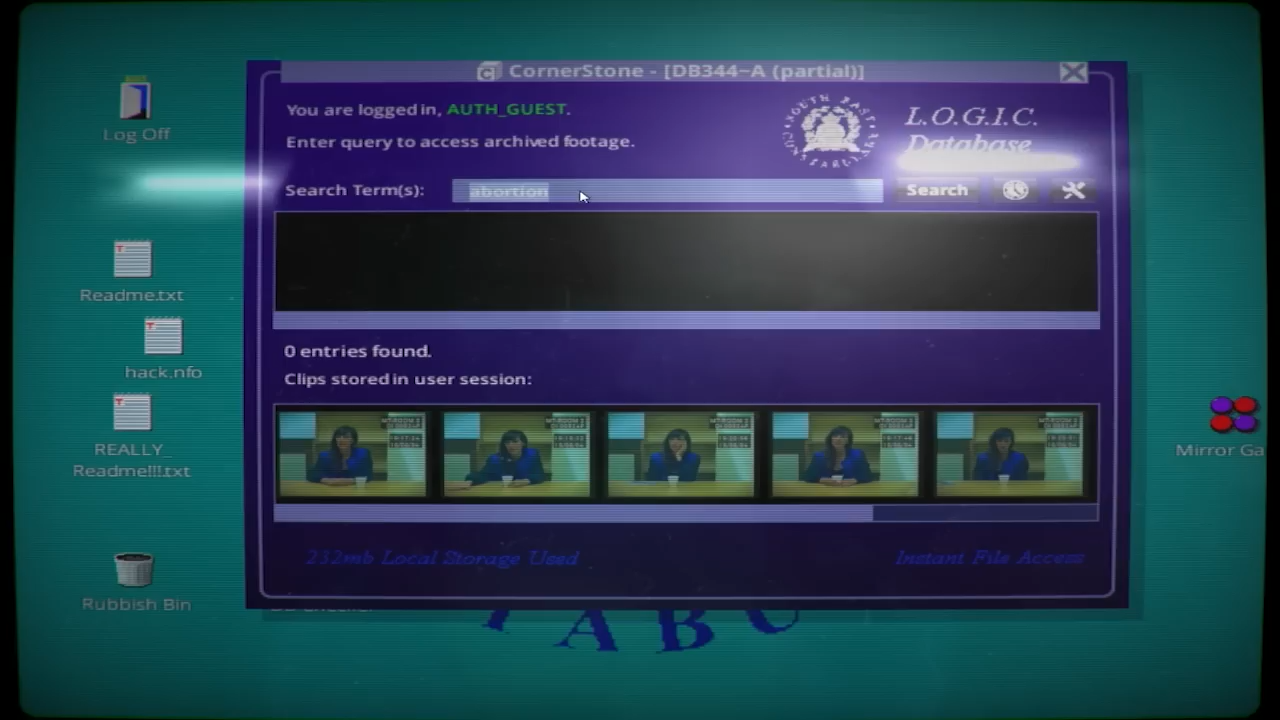 CornerStone - [DB344-A (partial)]
You are logged in, AUTH_GUEST.
Enter query to access archived footage.
L.O.G.I.C.
Database
Search Term(s):
abortion
Search
0 entries found.
Clips stored in user session:
232mb Local Storage Used
Instant File Access
Log Off
Readme.txt
hack.nfo
REALLY_
Readme!!!.txt
Rubbish Bin
Mirror Ga